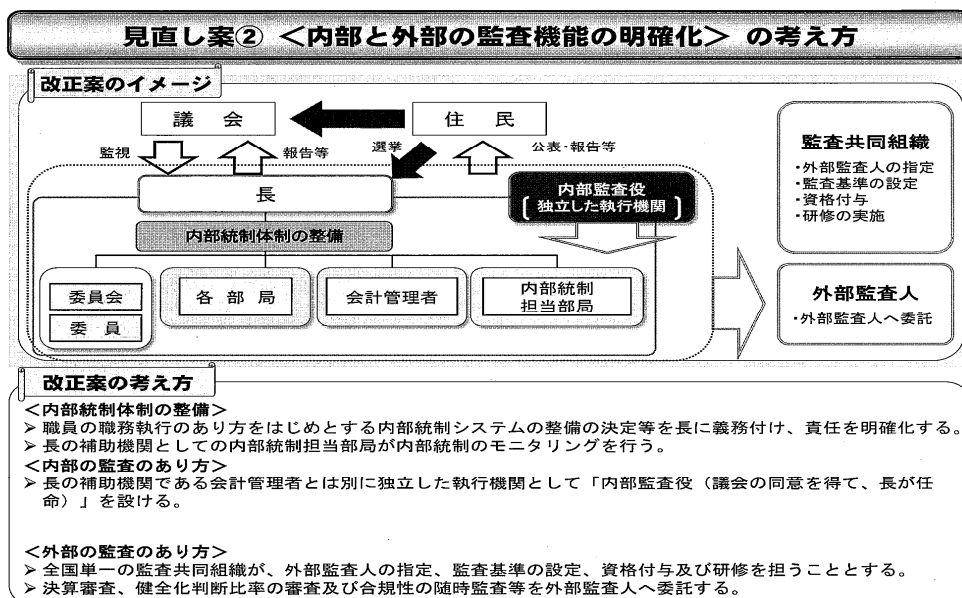 見直し案② ＜内部と外部の監査機能の明確化＞ の考え方
改正案のイメージ
議 会
住 民
監視
報告等
選挙
公表・報告等
長
内部監査役
［独立した執行機関］
内部統制体制の整備
委員会
委 員
各 部 局
会計管理者
内部統制
担当部局
監査共同組織
・外部監査人の指定
・監査基準の設定
・資格付与
・研修の実施
外部監査人
・外部監査人へ委託
改正案の考え方
＜内部統制体制の整備＞
➢ 職員の職務執行のあり方をはじめとする内部統制システムの整備の決定等を長に義務付け、責任を明確化する。
➢ 長の補助機関としての内部統制担当部局が内部統制のモニタリングを行う。
＜内部の監査のあり方＞
➢ 長の補助機関である会計管理者とは別に独立した執行機関として「内部監査役（議会の同意を得て、長が任
命）」を設ける。
＜外部の監査のあり方＞
➢ 全国単一の監査共同組織が、外部監査人の指定、監査基準の設定、資格付与及び研修を担うこととする。
➢ 決算審査、健全化判断比率の審査及び合規性の随時監査等を外部監査人へ委託する。